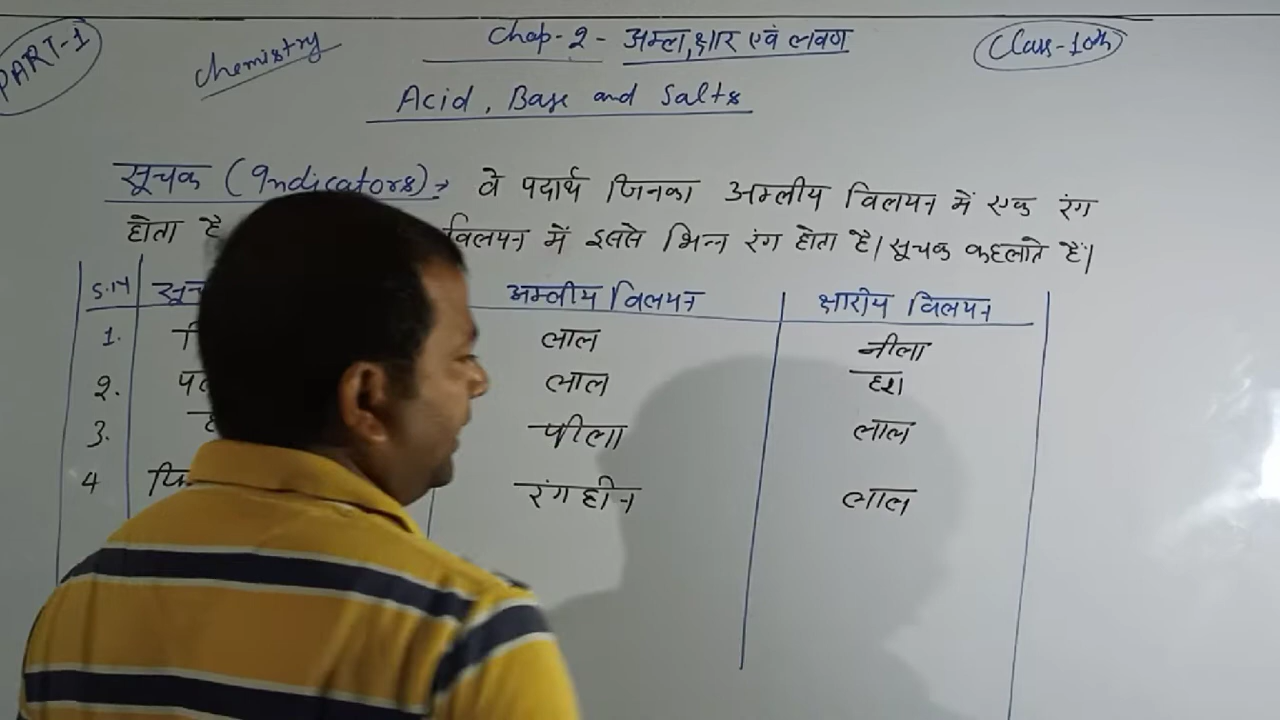 PART-1
Chemistry
Chap-2- अम्ल,क्षार एवं लवण
Class-10th
Acid, Base and Salts
सूचक (Indicators)→ वे पदार्थ जिनका अम्लीय विलयन में एक रंग
होता है विलयन में इससे भिन्न रंग होता है। सूचक कहलाते हैं।
S.N अम्लीय विलयन क्षारीय विलयन
1. लाल नीला
2. लाल हरा
3. पीला लाल
4 रंगहीन लाल